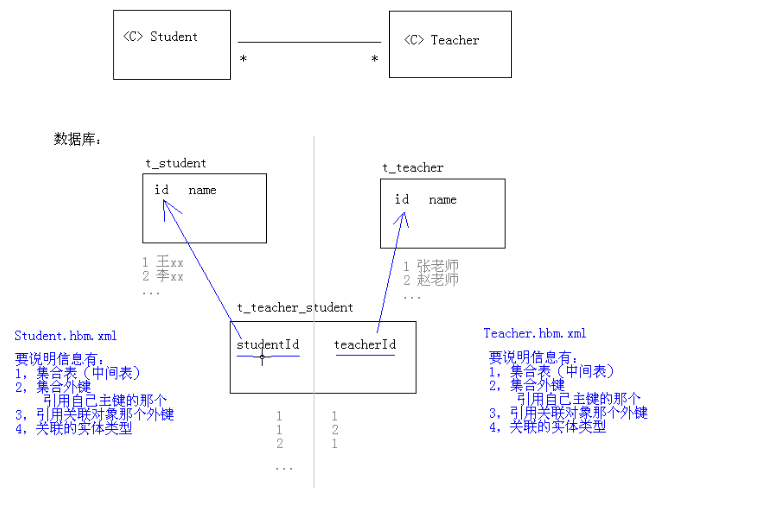 <C> Student
<C> Teacher
*
*
数据库：
t_student
id name
1 王xx
2 李xx
...
t_teacher
id name
1 张老师
2 赵老师
...
t_teacher_student
studentId teacherId
1 1
1 2
2 1
...
Student.hbm.xml
要说明信息有：
1，集合表（中间表）
2，集合外键
引用自己主键的那个
3，引用关联对象那个外键
4，关联的实体类型
Teacher.hbm.xml
要说明信息有：
1，集合表（中间表）
2，集合外键
引用自己主键的那个
3，引用关联对象那个外键
4，关联的实体类型